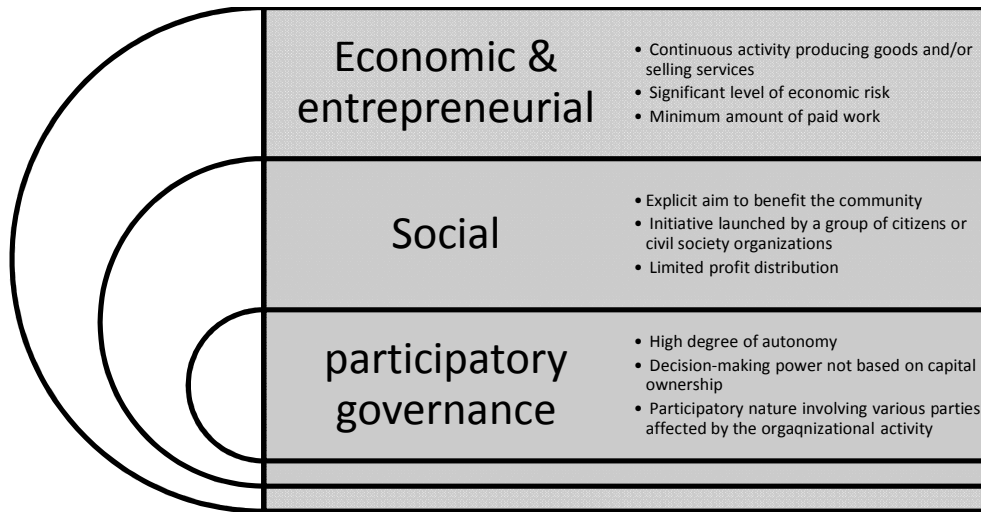 Economic &
entrepreneurial
• Continuous activity producing goods and/or
selling services
• Significant level of economic risk
• Minimum amount of paid work
Social
• Explicit aim to benefit the community
• Initiative launched by a group of citizens or
civil society organizations
• Limited profit distribution
participatory
governance
• High degree of autonomy
• Decision-making power not based on capital
ownership
• Participatory nature involving various parties
affected by the orgaqnizational activity